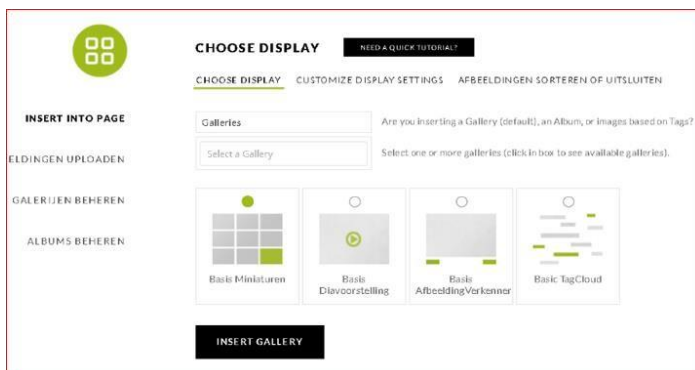 CHOOSE DISPLAY
NEED A QUICK TUTORIAL?
CHOOSE DISPLAY CUSTOMIZE DISPLAY SETTINGS AFBEELDINGEN SORTEREN OF UITSLUITEN
INSERT INTO PAGE
ELDINGEN UPLOADEN
GALERIJEN BEHEREN
ALBUMS BEHEREN
Galleries
Are you inserting a Gallery (default), an Album, or images based on Tags?
Select a Gallery
Select one or more galleries (click in box to see available galleries).
Basis Miniaturen
Basis
Diavoorstelling
Basis
AfbeeldingVerkenner
Basic TagCloud
INSERT GALLERY